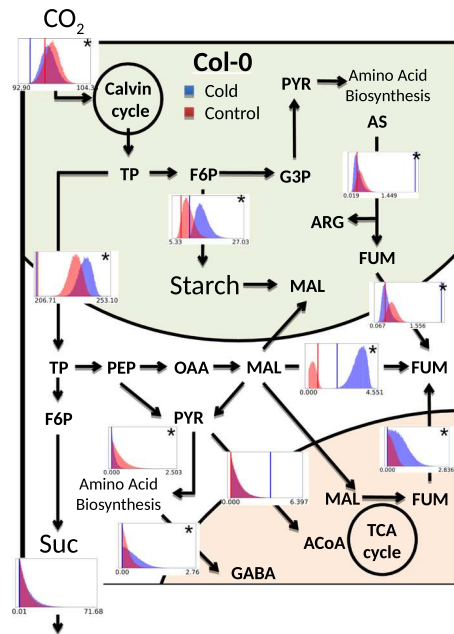 CO2
*
92.90 104.3
Col-0
Cold
Control
Calvin
cycle
PYR
Amino Acid
Biosynthesis
AS
*
0.019 1.449
TP
F6P
G3P
*
5.33 27.03
ARG
FUM
*
206.71 253.10
Starch
MAL
*
0.067 1.556
TP
PEP
OAA
MAL
*
0.000 4.551
FUM
F6P
PYR
*
0.000 2.503
*
0.000 2.636
Amino Acid
Biosynthesis
0.000 6.397
MAL
FUM
*
0.00 2.76
ACoA
TCA
cycle
Suc
GABA
0.01 71.68